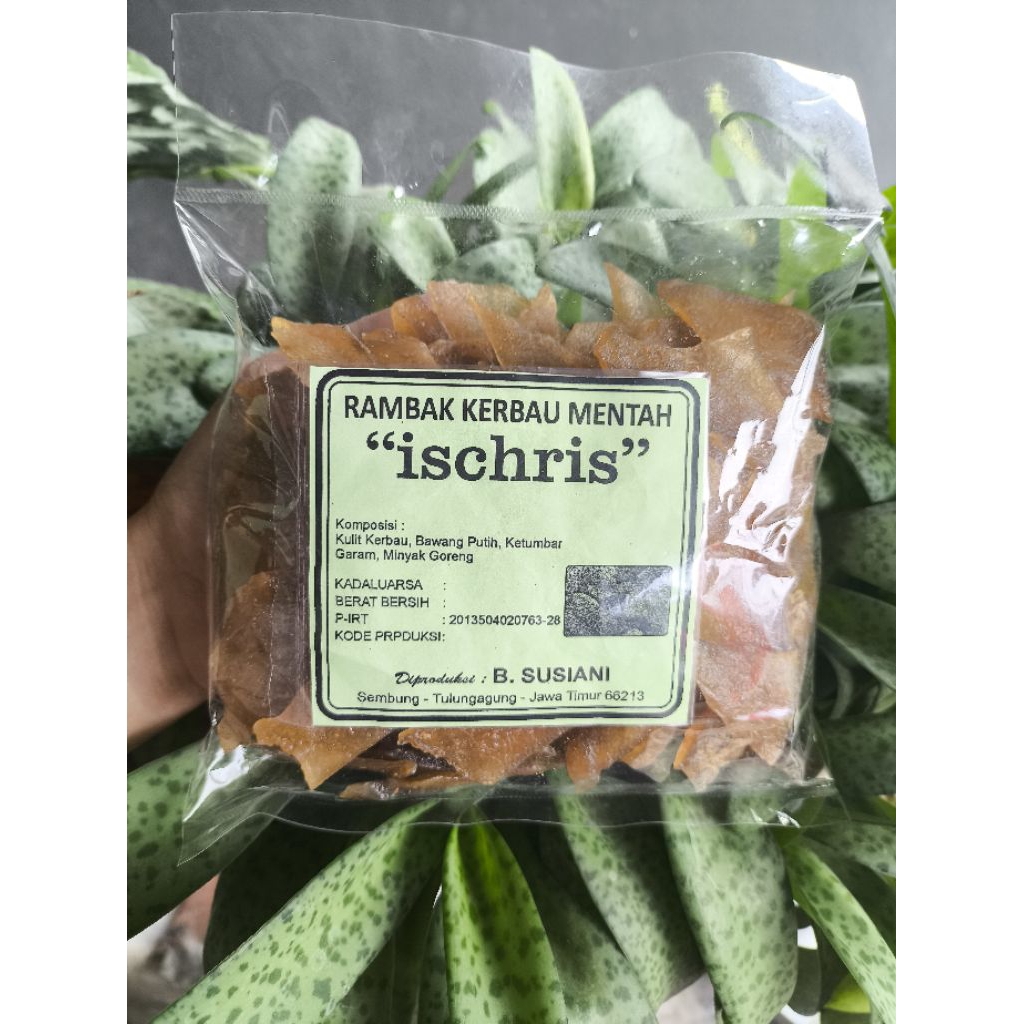 RAMBAK KERBAU MENTAH
“ischris”
Komposisi :
Kulit Kerbau, Bawang Putih, Ketumbar
Garam, Minyak Goreng
KADALUARSA :
BERAT BERSIH :
P-IRT : 2013504020763-28
KODE PRPDUKSI:
Diproduksi : B. SUSIANI
Sembung - Tulungagung - Jawa Timur 66213